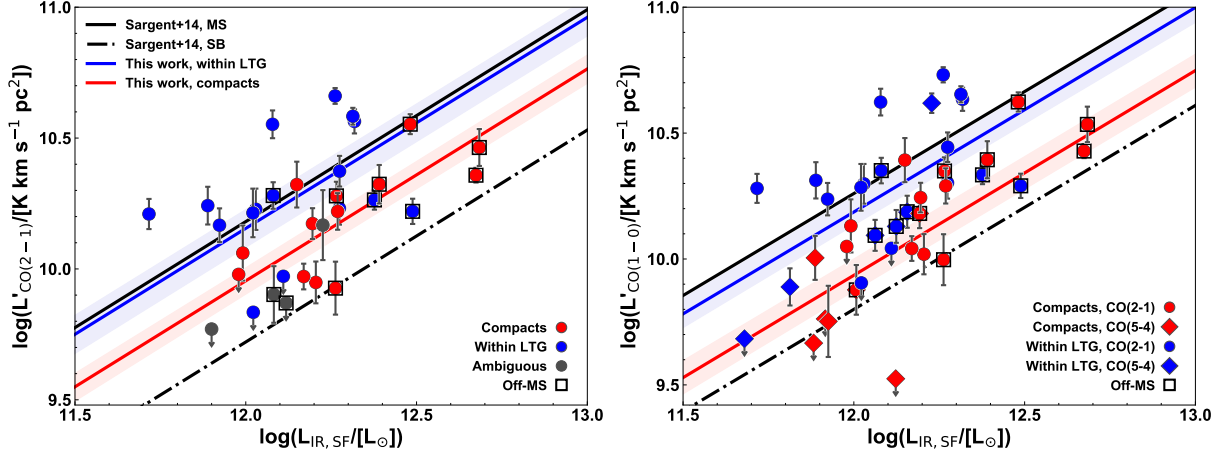 11.0
10.5
10.0
9.5
11.5
12.0
12.5
13.0
log(L'CO(2−1)/[K km s−1 pc2])
log(LIR, SF/[L⊙])
Sargent+14, MS
Sargent+14, SB
This work, within LTG
This work, compacts
Compacts
Within LTG
Ambiguous
Off-MS
11.0
10.5
10.0
9.5
11.5
12.0
12.5
13.0
log(L'CO(1−0)/[K km s−1 pc2])
log(LIR, SF/[L⊙])
Compacts, CO(2-1)
Compacts, CO(5-4)
Within LTG, CO(2-1)
Within LTG, CO(5-4)
Off-MS